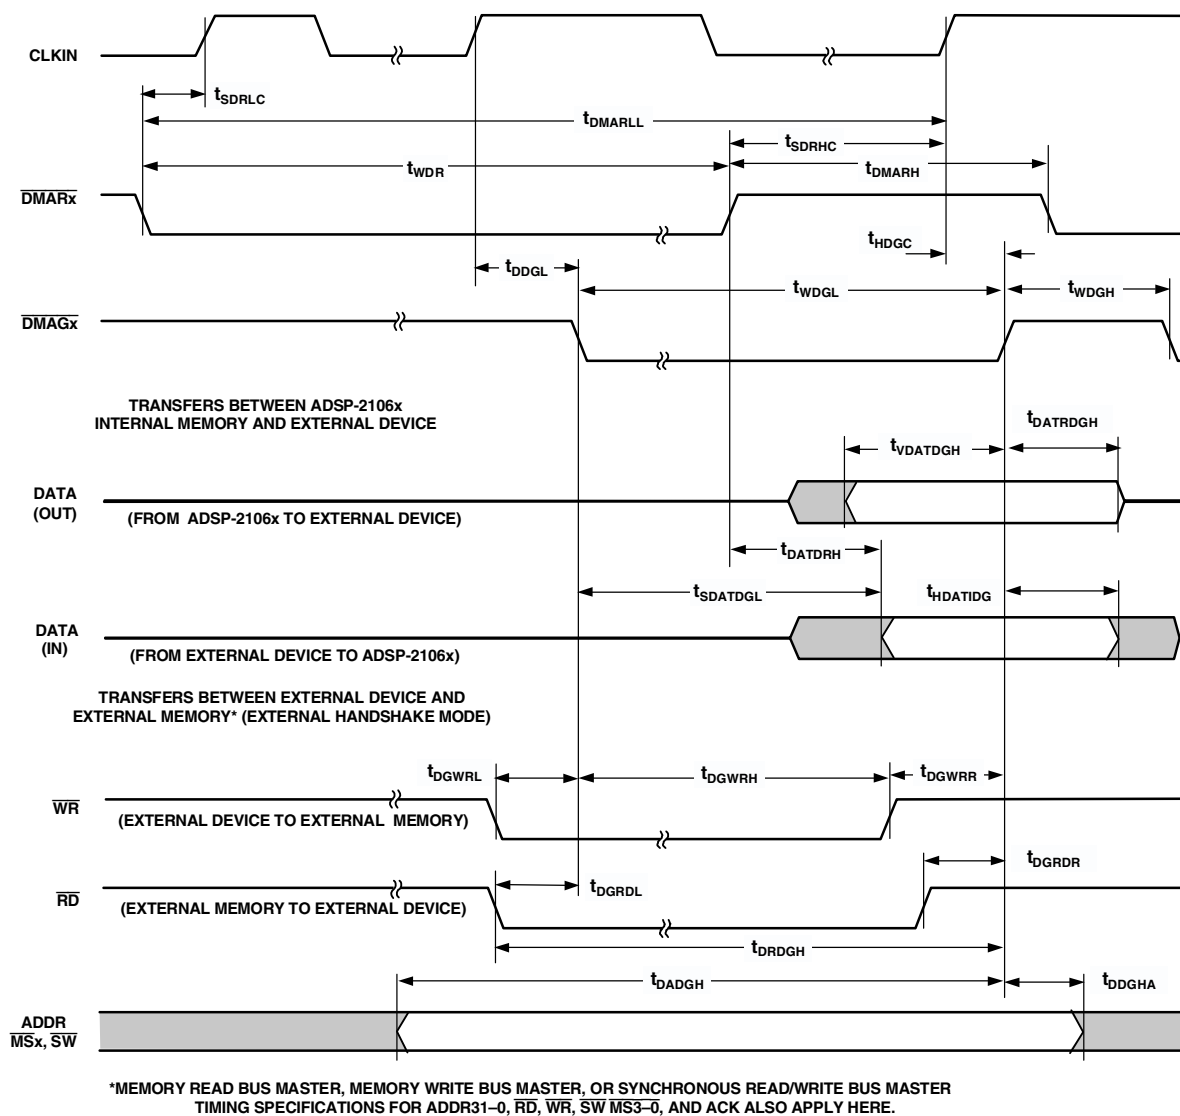 CLKIN
tSDRLC
tDMARLL
tSDRHC
tWDR
tDMARH
DMARx
tHDGC
tDDGL
tWDGL
tWDGH
DMAGx
TRANSFERS BETWEEN ADSP-2106x
INTERNAL MEMORY AND EXTERNAL DEVICE
tDATRDGH
tVDATDGH
DATA
(OUT)
(FROM ADSP-2106x TO EXTERNAL DEVICE)
tDATDRH
tSDATDGL
tHDATIDG
DATA
(IN)
(FROM EXTERNAL DEVICE TO ADSP-2106x)
TRANSFERS BETWEEN EXTERNAL DEVICE AND
EXTERNAL MEMORY* (EXTERNAL HANDSHAKE MODE)
tDGWRL
tDGWRH
tDGWRR
WR
(EXTERNAL DEVICE TO EXTERNAL MEMORY)
tDGRDR
tDGRDL
RD
(EXTERNAL MEMORY TO EXTERNAL DEVICE)
tDRDGH
tDADGH
tDDGHA
ADDR
MSx, SW
*MEMORY READ BUS MASTER, MEMORY WRITE BUS MASTER, OR SYNCHRONOUS READ/WRITE BUS MASTER
TIMING SPECIFICATIONS FOR ADDR31–0, RD, WR, SW MS3–0, AND ACK ALSO APPLY HERE.